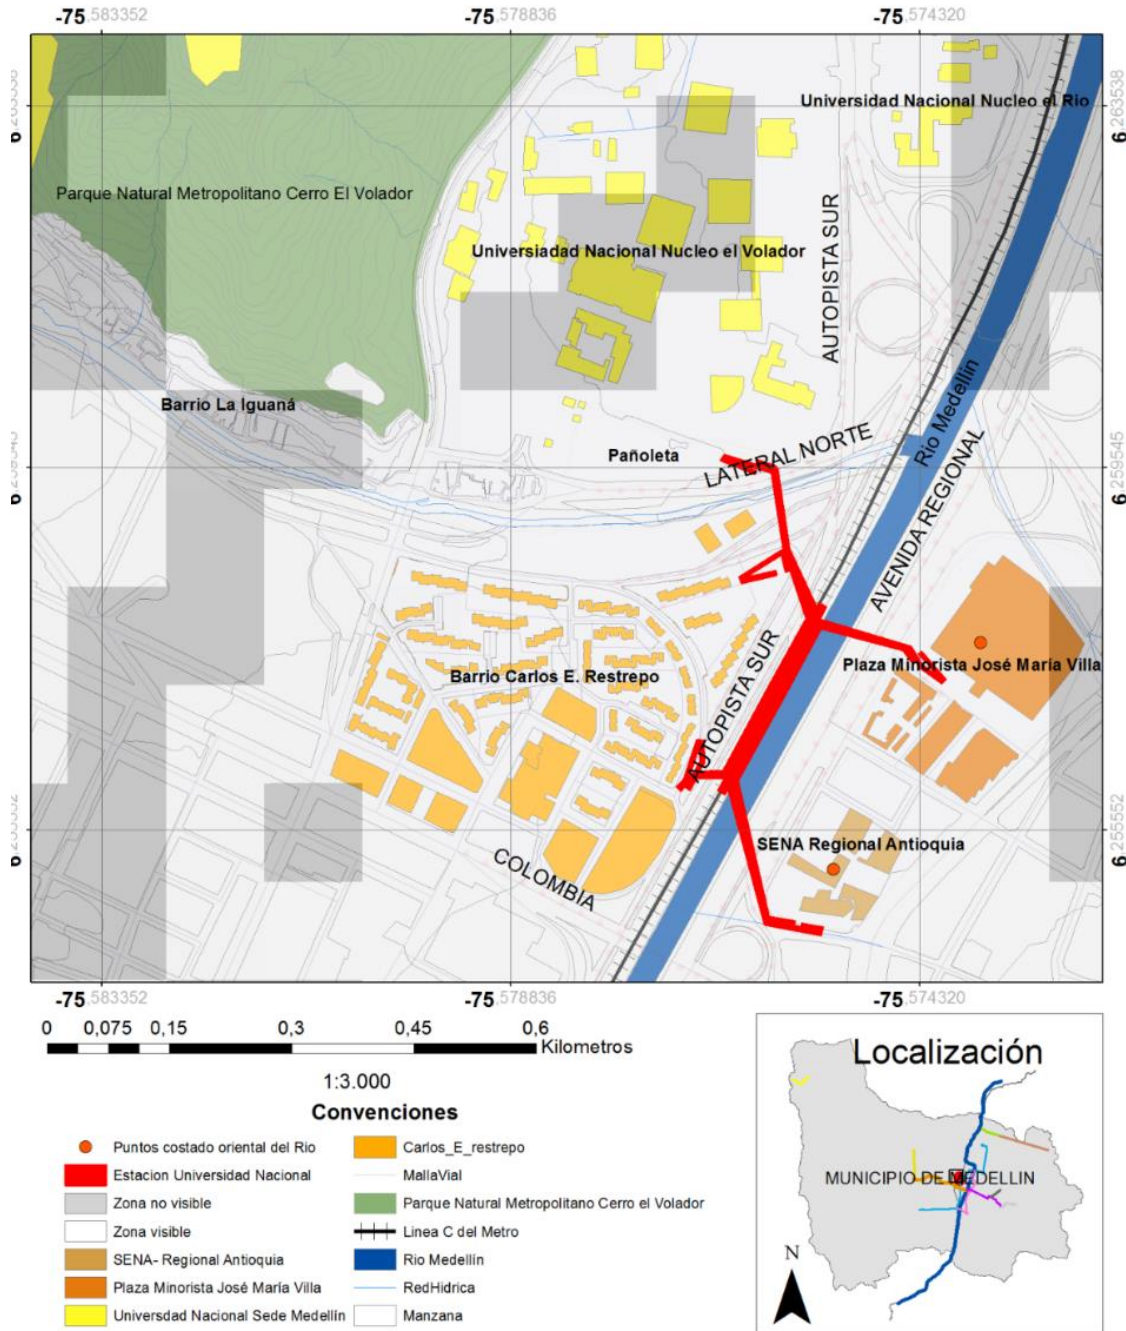 -75.583352 -75.578836 -75.574320
6,263538
Universidad Nacional Nucleo el Rio
Parque Natural Metropolitano Cerro El Volador
AUTOPISTA SUR
Universiadad Nacional Nucleo el Volador
Barrio La Iguaná
Rio Medellin
Pañoleta
LATERAL NORTE
6,259545
AVENIDA REGIONAL
Plaza Minorista José María Villa
Barrio Carlos E. Restrepo
AUTOPISTA SUR
6,255552
SENA Regional Antioquia
COLOMBIA
-75.583352 -75.578836 -75.574320
0 0,075 0,15 0,3 0,45 0,6
Kilometros
1:3.000
Convenciones
Puntos costado oriental del Rio
Estacion Universidad Nacional
Zona no visible
Zona visible
SENA- Regional Antioquia
Plaza Minorista José María Villa
Universdad Nacional Sede Medellín
Carlos_E_restrepo
MallaVial
Parque Natural Metropolitano Cerro el Volador
Linea C del Metro
Rio Medellín
RedHidrica
Manzana
Localización
MUNICIPIO DE MEDELLIN
N